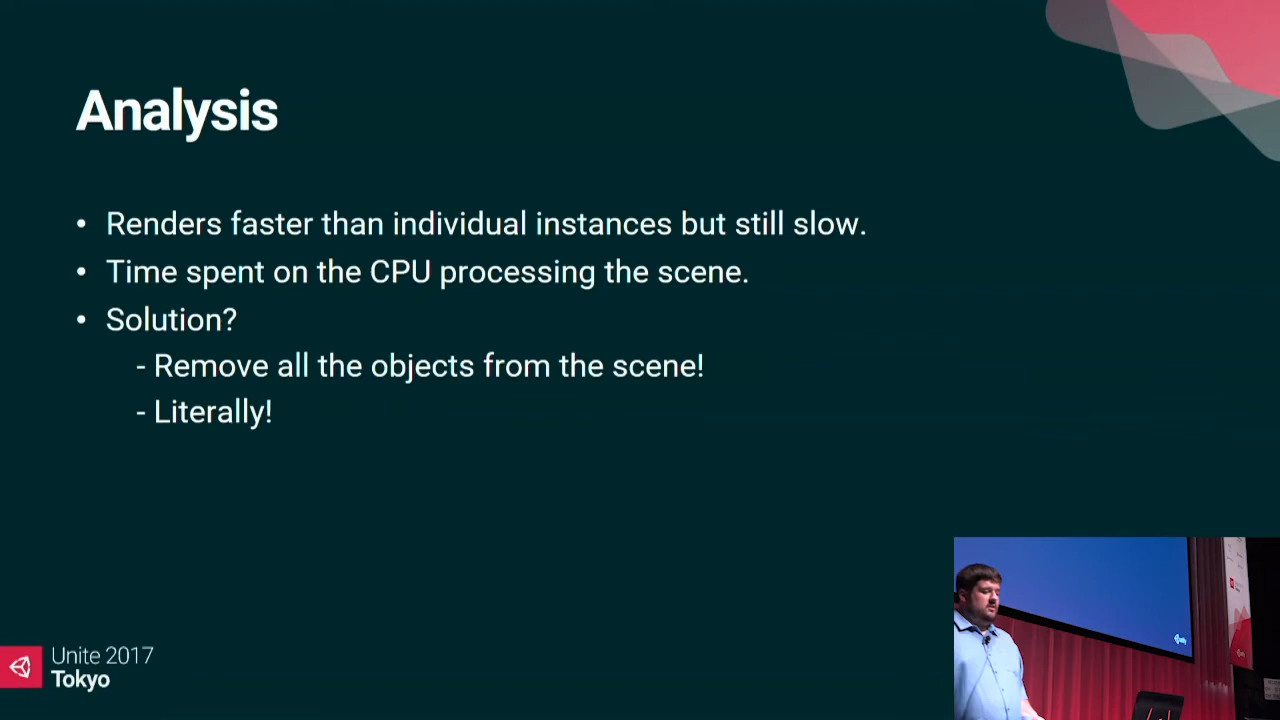 Analysis
• Renders faster than individual instances but still slow.
• Time spent on the CPU processing the scene.
• Solution?
- Remove all the objects from the scene!
- Literally!
Unite 2017
Tokyo